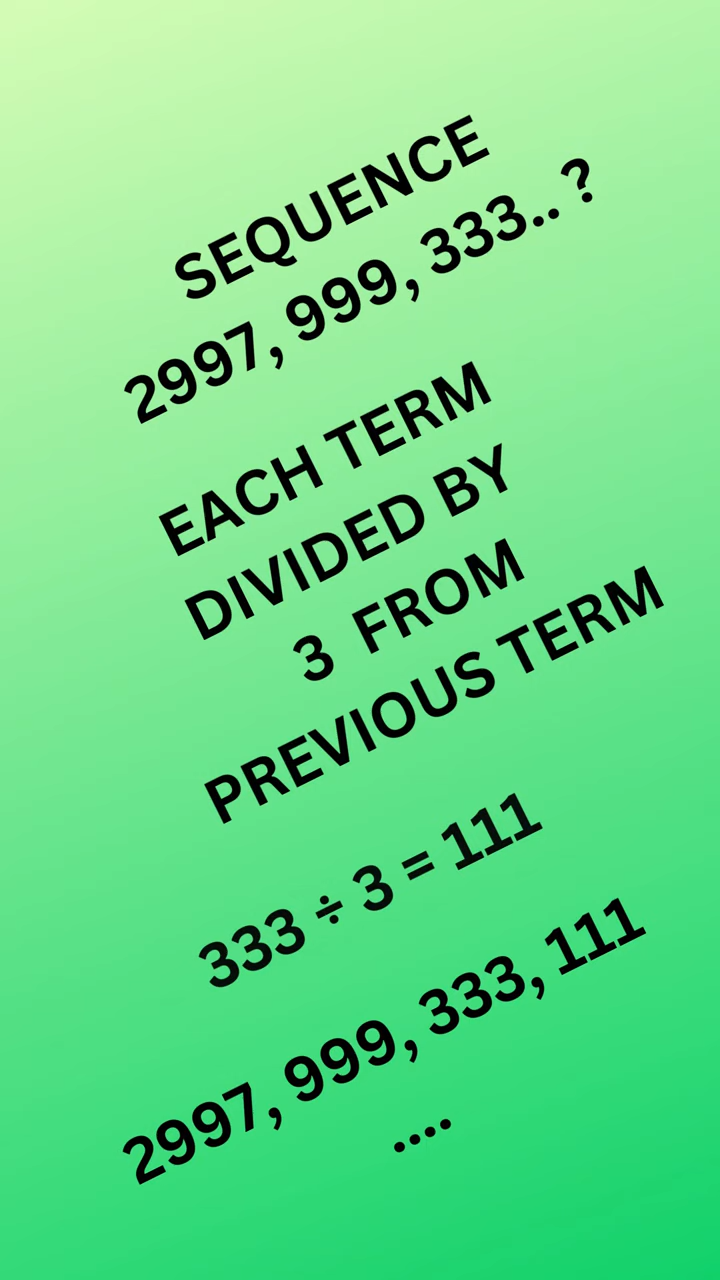 SEQUENCE
2997, 999, 333.. ?
EACH TERM
DIVIDED BY
3 FROM
PREVIOUS TERM
333 ÷ 3 = 111
2997, 999, 333, 111
....